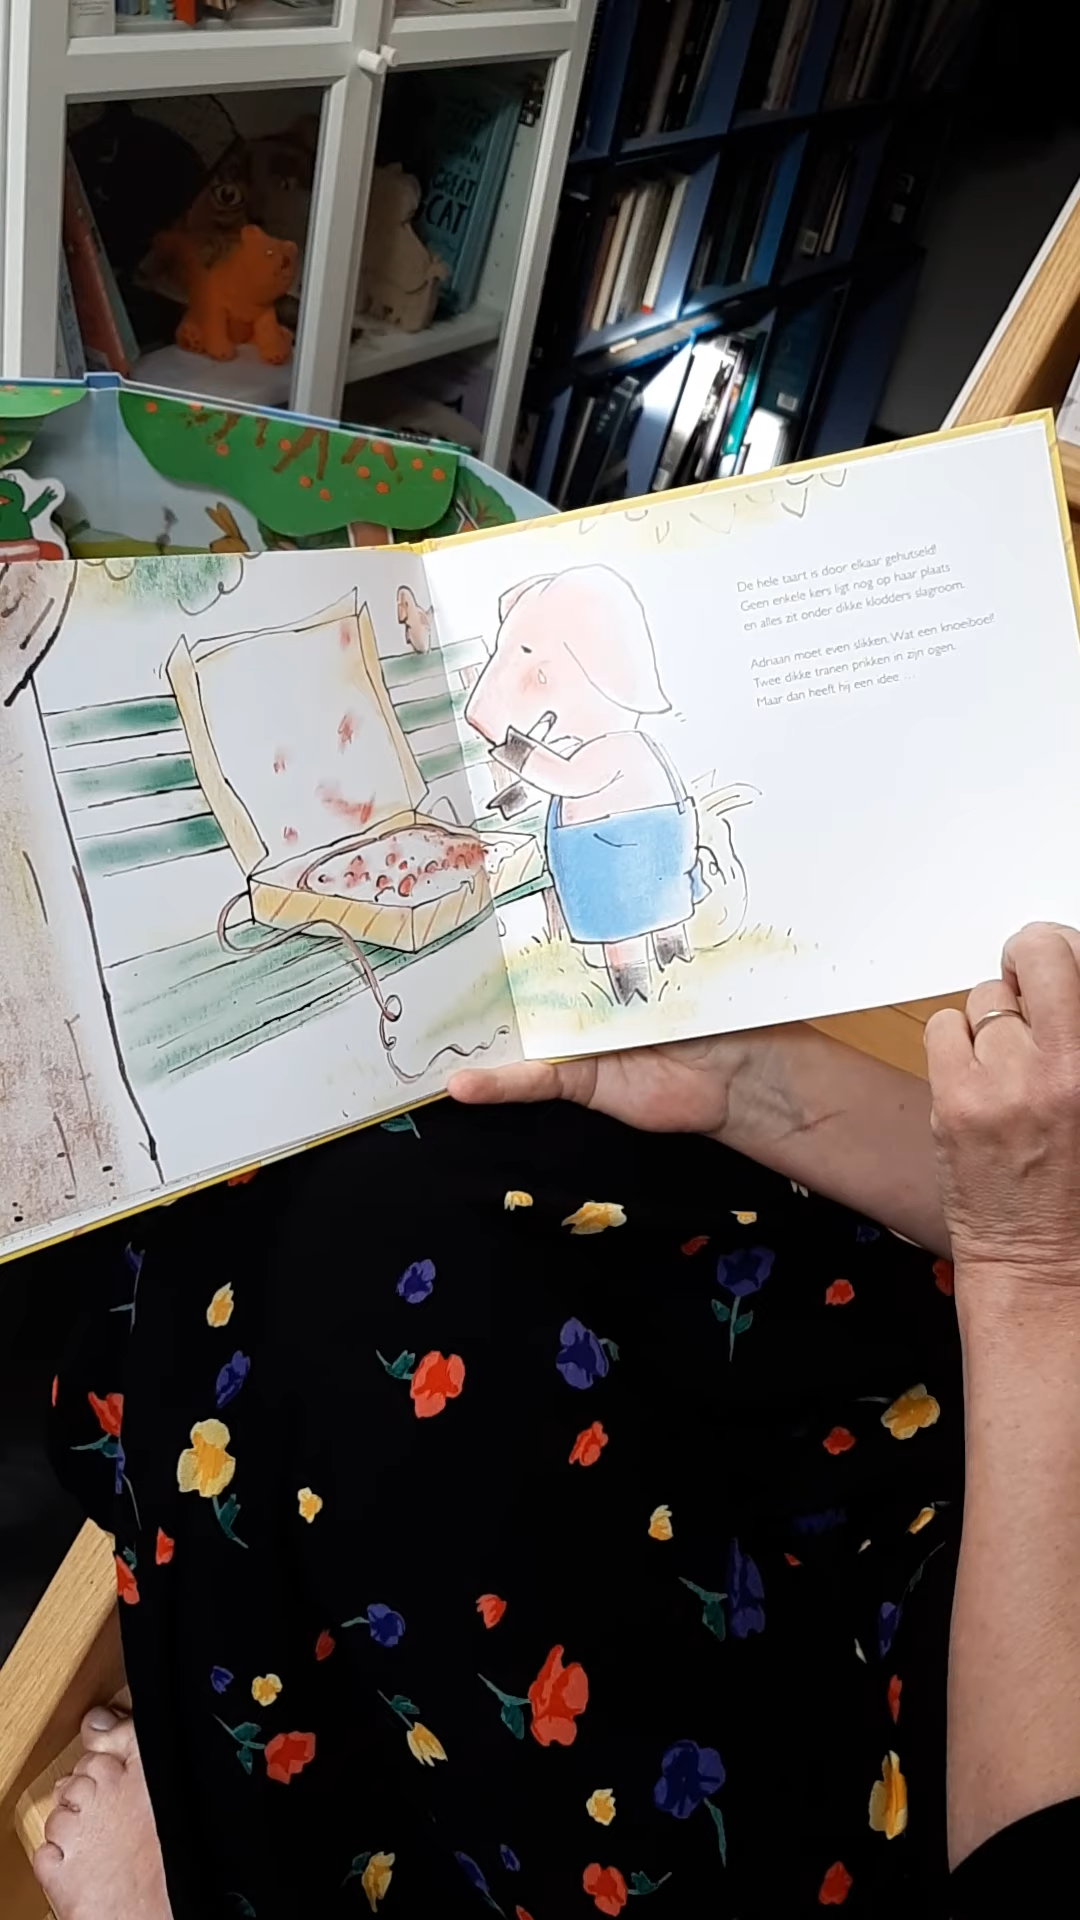 GREAT
CAT
De hele taart is door elkaar gehutseld!
Geen enkele kers ligt nog op haar plaats
en alles zit onder dikke klodders slagroom.
Adriaan moet even slikken. Wat een knoeiboel!
Twee dikke tranen prikken in zijn ogen.
Maar dan heeft hij een idee …